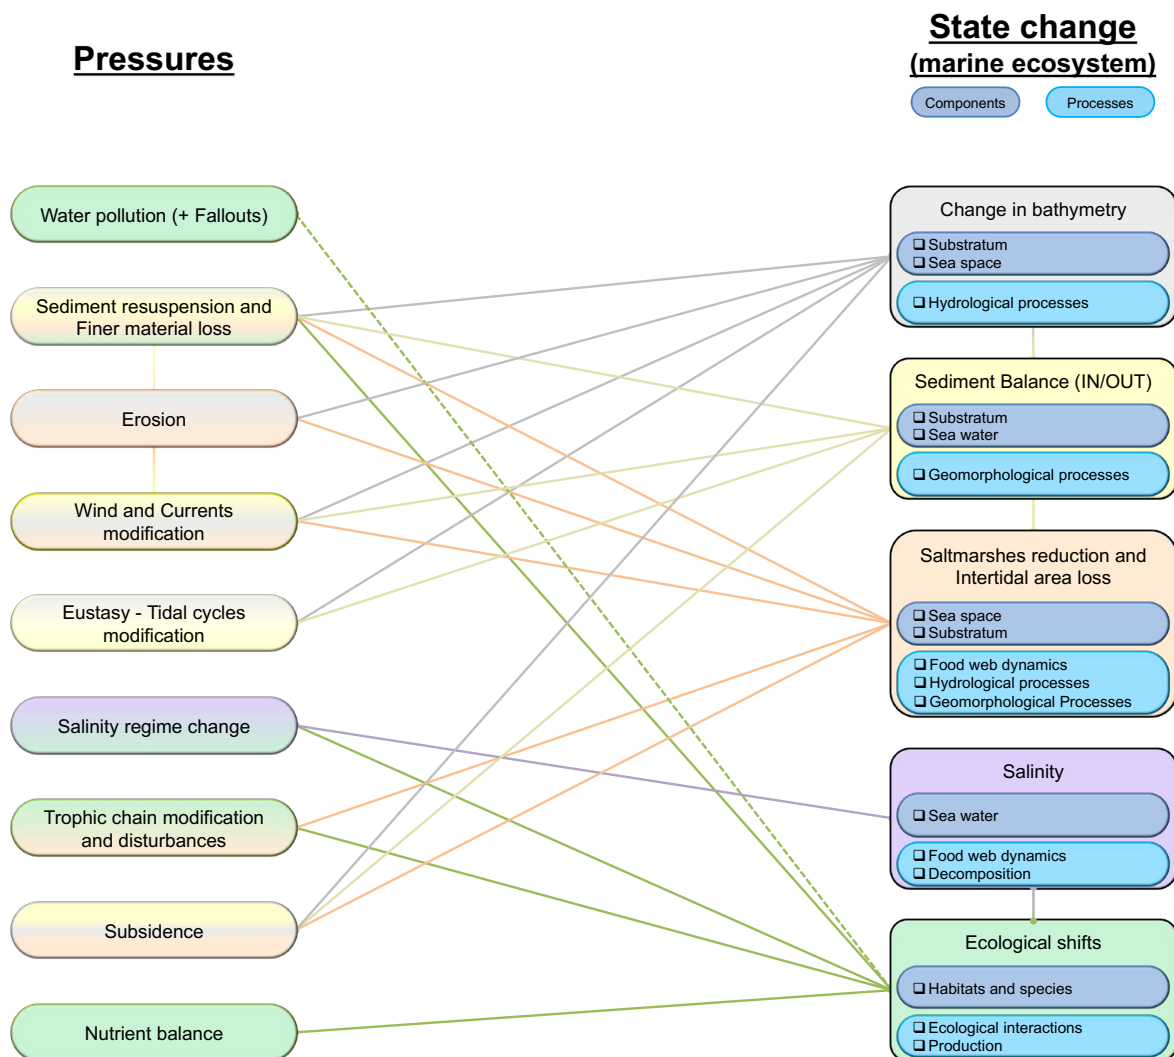 Pressures
State change
(marine ecosystem)
Components
Processes
Water pollution (+ Fallouts)
Sediment resuspension and
Finer material loss
Erosion
Wind and Currents
modification
Eustasy - Tidal cycles
modification
Salinity regime change
Trophic chain modification
and disturbances
Subsidence
Nutrient balance
Change in bathymetry
Substratum
Sea space
Hydrological processes
Sediment Balance (IN/OUT)
Substratum
Sea water
Geomorphological processes
Saltmarshes reduction and
Intertidal area loss
Sea space
Substratum
Food web dynamics
Hydrological processes
Geomorphological Processes
Salinity
Sea water
Food web dynamics
Decomposition
Ecological shifts
Habitats and species
Ecological interactions
Production